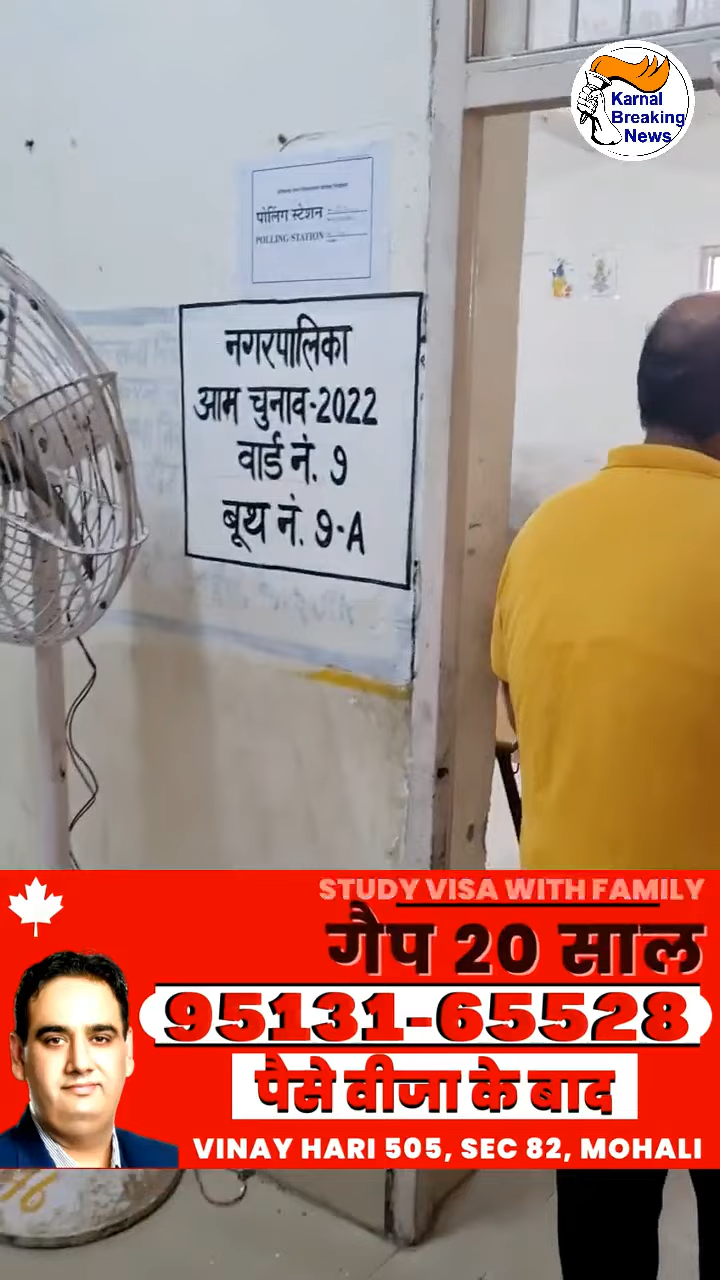 Karnal
Breaking
News
पोलिंग स्टेशन
POLLING STATION
नगरपालिका
आम चुनाव-2022
वार्ड नं. 9
बूथ नं. 9-A
STUDY VISA WITH FAMILY
गैप 20 साल
95131-65528
पैसे वीजा के बाद
VINAY HARI 505, SEC 82, MOHALI